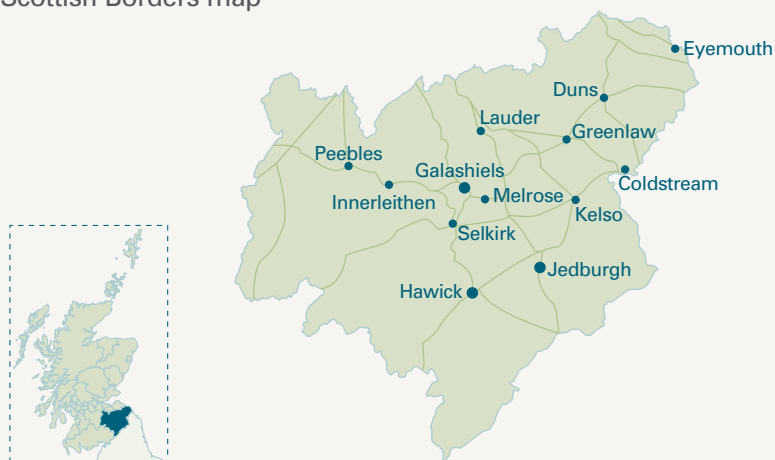 Scottish Borders map
Eyemouth
Duns
Lauder
Greenlaw
Peebles
Galashiels
Coldstream
Innerleithen
Melrose
Kelso
Selkirk
Jedburgh
Hawick